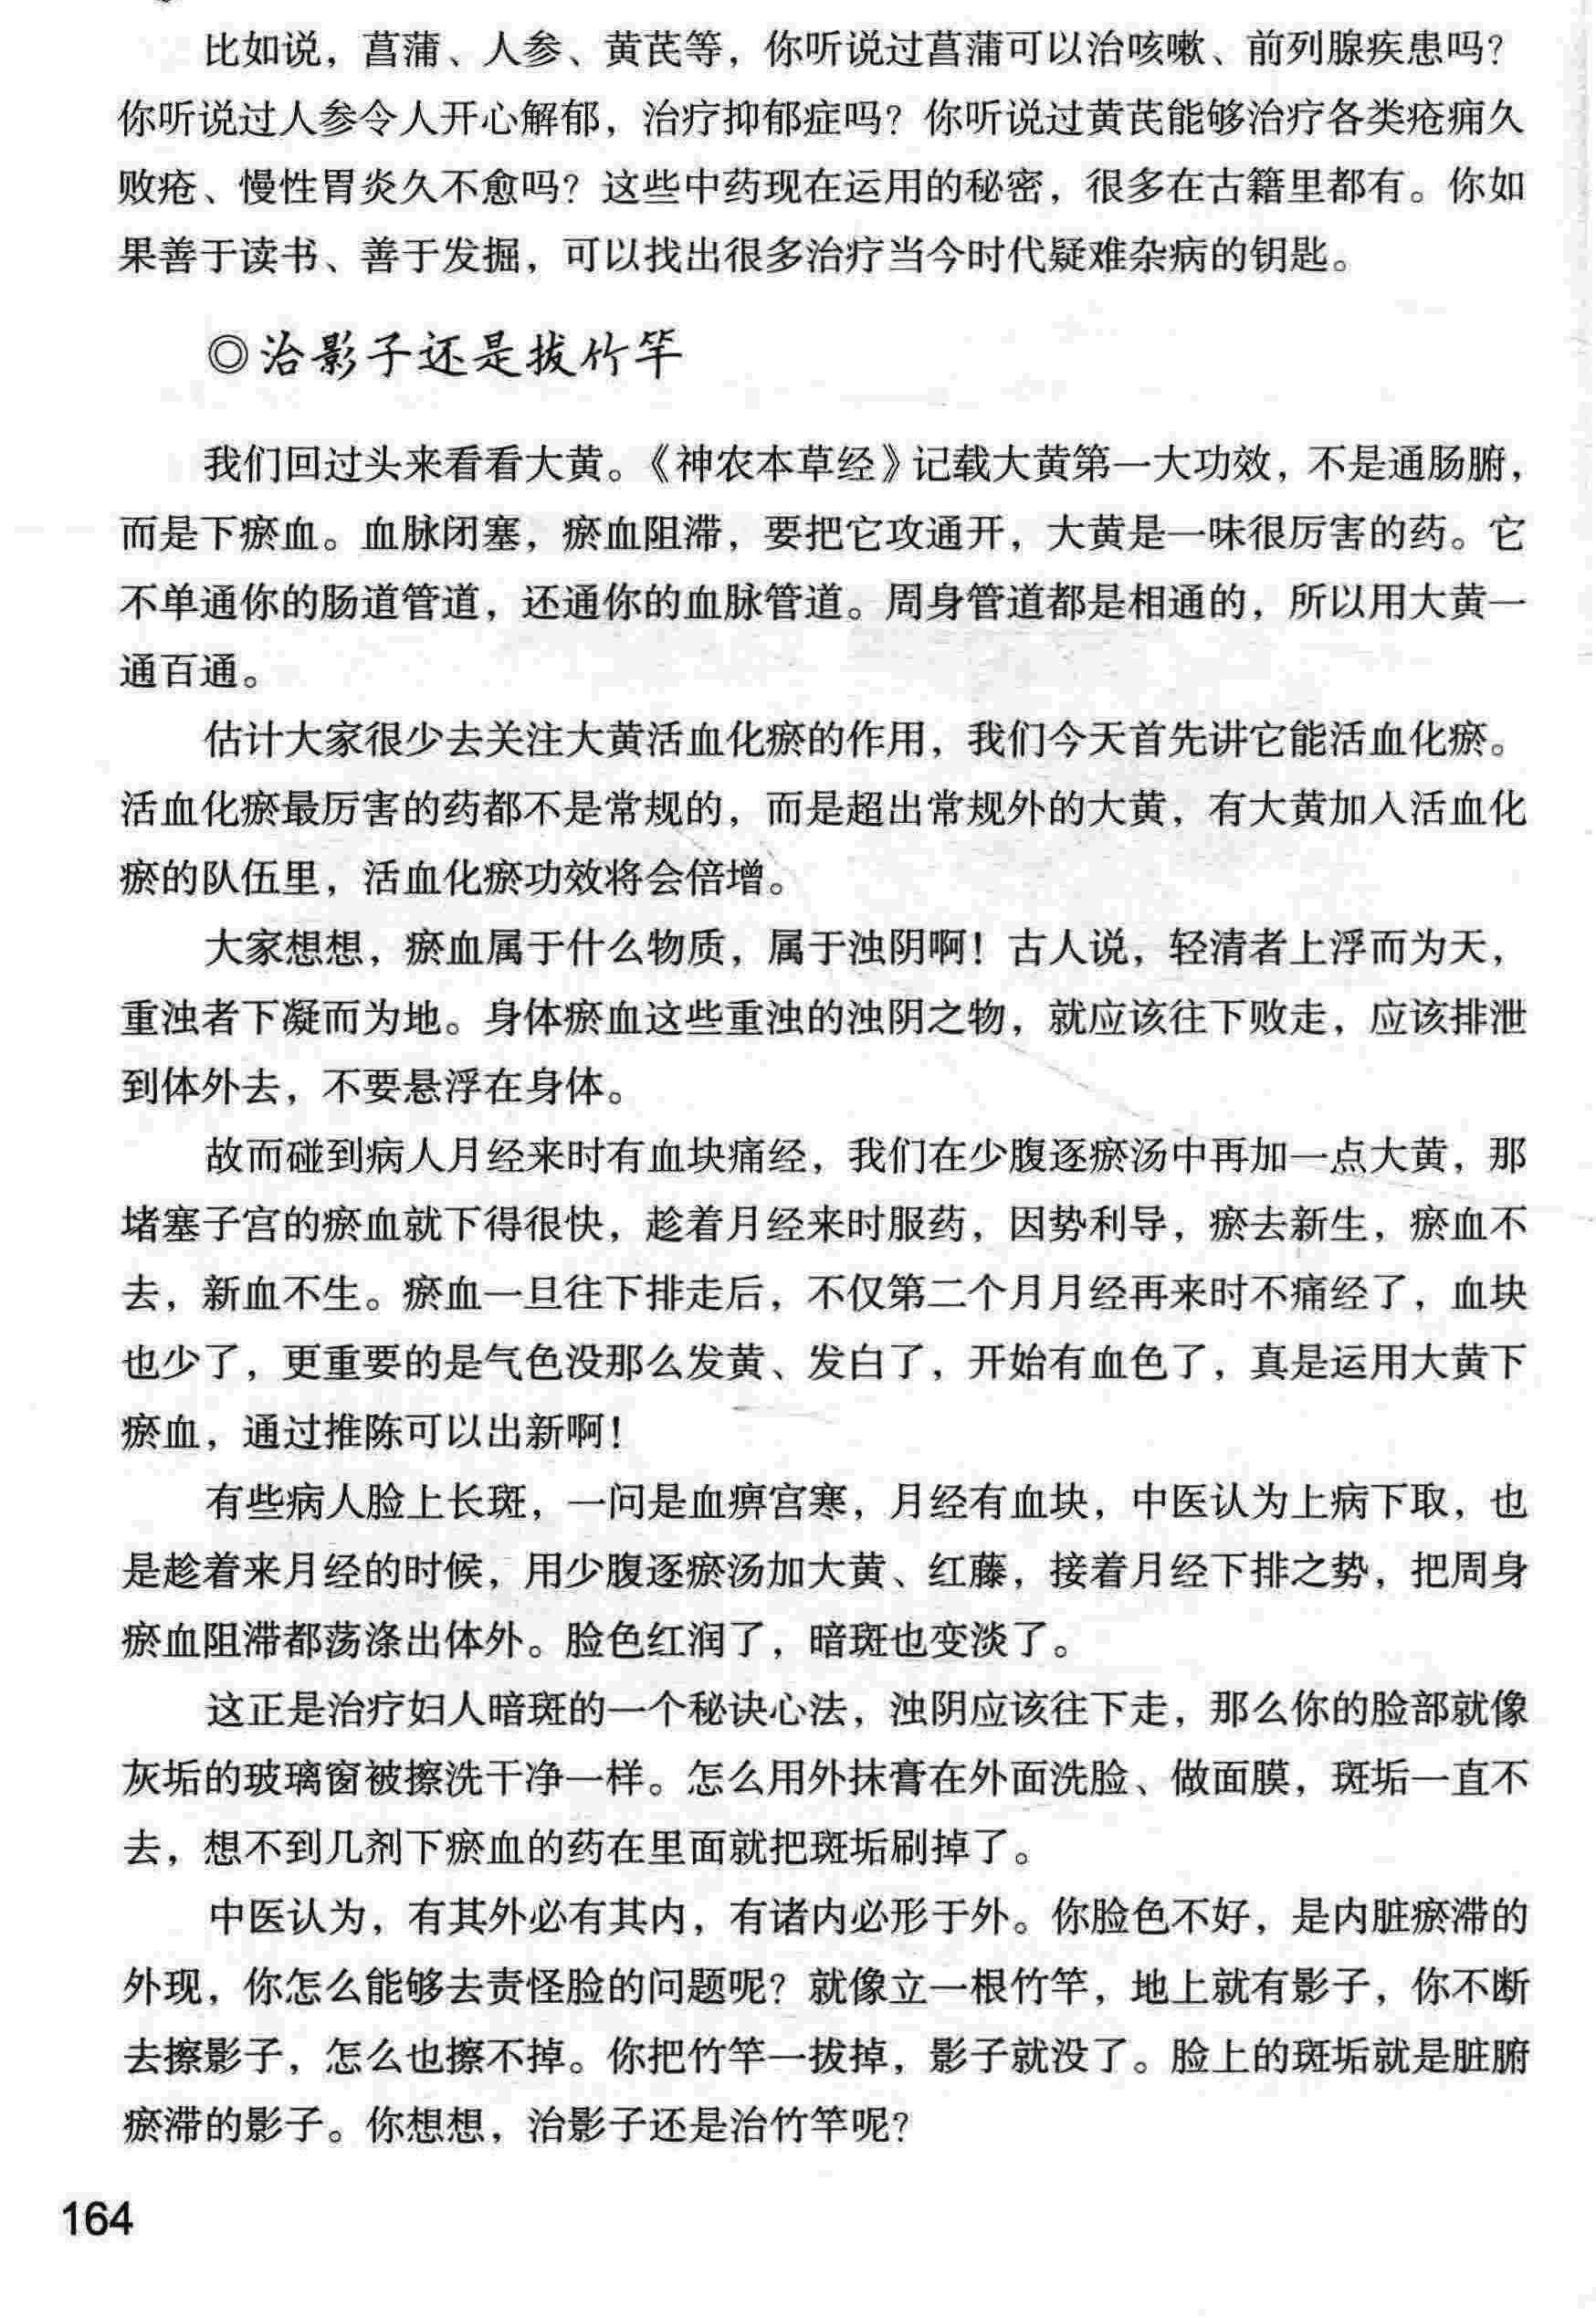 比如说，菖蒲、人参、黄芪等，你听说过菖蒲可以治咳嗽、前列腺疾患吗？
你听说过人参令人开心解郁，治疗抑郁症吗？你听说过黄芪能够治疗各类疮痈久
败疮、慢性胃炎久不愈吗？这些中药现在运用的秘密，很多在古籍里都有。你如
果善于读书、善于发掘，可以找出很多治疗当今时代疑难杂病的钥匙。
◎治影子还是拔竹竿
我们回过头来看看大黄。《神农本草经》记载大黄第一大功效，不是通肠腑，
而是下瘀血。血脉闭塞，瘀血阻滞，要把它攻通开，大黄是一味很厉害的药。它
不单通你的肠道管道，还通你的血脉管道。周身管道都是相通的，所以用大黄一
通百通。
估计大家很少去关注大黄活血化瘀的作用，我们今天首先讲它能活血化瘀。
活血化瘀最厉害的药都不是常规的，而是超出常规外的大黄，有大黄加入活血化
瘀的队伍里，活血化瘀功效将会倍增。
大家想想，瘀血属于什么物质，属于浊阴啊！古人说，轻清者上浮而为天，
重浊者下凝而为地。身体瘀血这些重浊的浊阴之物，就应该往下败走，应该排泄
到体外去，不要悬浮在身体。
故而碰到病人月经来时有血块痛经，我们在少腹逐瘀汤中再加一点大黄，那
堵塞子宫的瘀血就下得很快，趁着月经来时服药，因势利导，瘀去新生，瘀血不
去，新血不生。瘀血一旦往下排走后，不仅第二个月月经再来时不痛经了，血块
也少了，更重要的是气色没那么发黄、发白了，开始有血色了，真是运用大黄下
瘀血，通过推陈可以出新啊！
有些病人脸上长斑，一问是血痹宫寒，月经有血块，中医认为上病下取，也
是趁着来月经的时候，用少腹逐瘀汤加大黄、红藤，接着月经下排之势，把周身
瘀血阻滞都荡涤出体外。脸色红润了，暗斑也变淡了。
这正是治疗妇人暗斑的一个秘诀心法，浊阴应该往下走，那么你的脸部就像
灰垢的玻璃窗被擦洗干净一样。怎么用外抹膏在外面洗脸、做面膜，斑垢一直不
去，想不到几剂下瘀血的药在里面就把斑垢刷掉了。
中医认为，有其外必有其内，有诸内必形于外。你脸色不好，是内脏瘀滞的
外现，你怎么能够去责怪脸的问题呢？就像立一根竹竿，地上就有影子，你不断
去擦影子，怎么也擦不掉。你把竹竿一拔掉，影子就没了。脸上的斑垢就是脏腑
瘀滞的影子。你想想，治影子还是治竹竿呢？
164